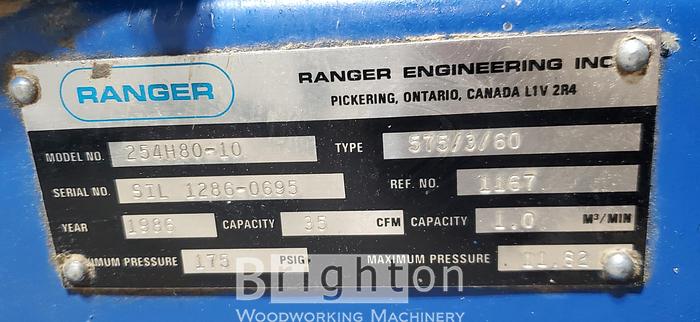 RANGER
RANGER ENGINEERING INC
PICKERING, ONTARIO, CANADA L1V 2R4
MODEL NO. 254H80-10 TYPE 575/3/60
SERIAL NO. SIL 1286-0695 REF. NO. 1167
YEAR 1986 CAPACITY 35 CFM CAPACITY 1.0 M³/MIN
IMUM PRESSURE 175 PSIG. MAXIMUM PRESSURE 11.82
Brighton
WOODWORKING MACHINERY